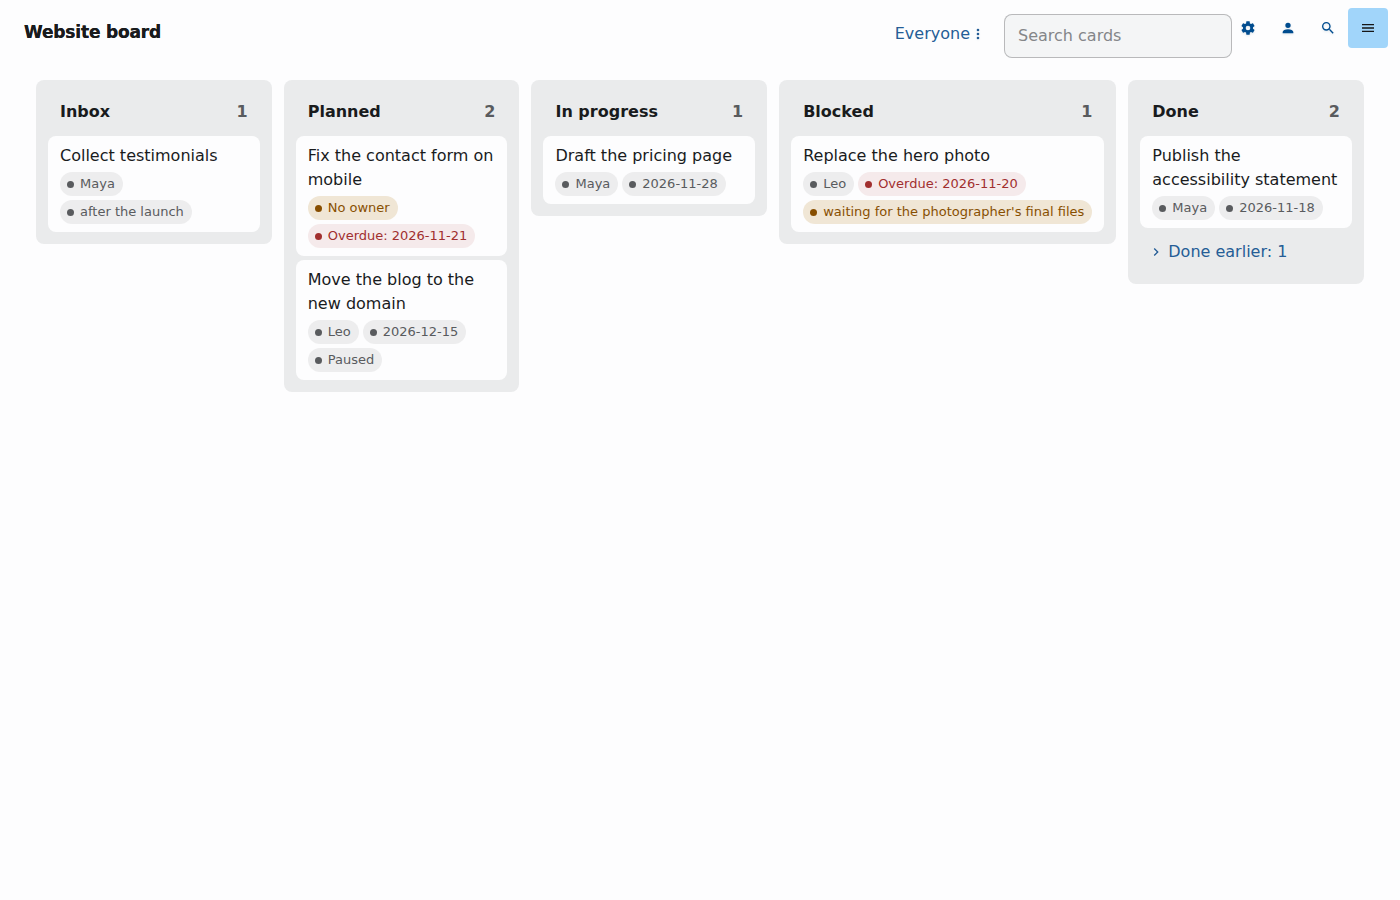 Website board
Everyone
Search cards
Inbox 1
Collect testimonials
Maya
after the launch
Planned 2
Fix the contact form on
mobile
No owner
Overdue: 2026-11-21
Move the blog to the
new domain
Leo 2026-12-15
Paused
In progress 1
Draft the pricing page
Maya 2026-11-28
Blocked 1
Replace the hero photo
Leo Overdue: 2026-11-20
waiting for the photographer's final files
Done 2
Publish the
accessibility statement
Maya 2026-11-18
Done earlier: 1